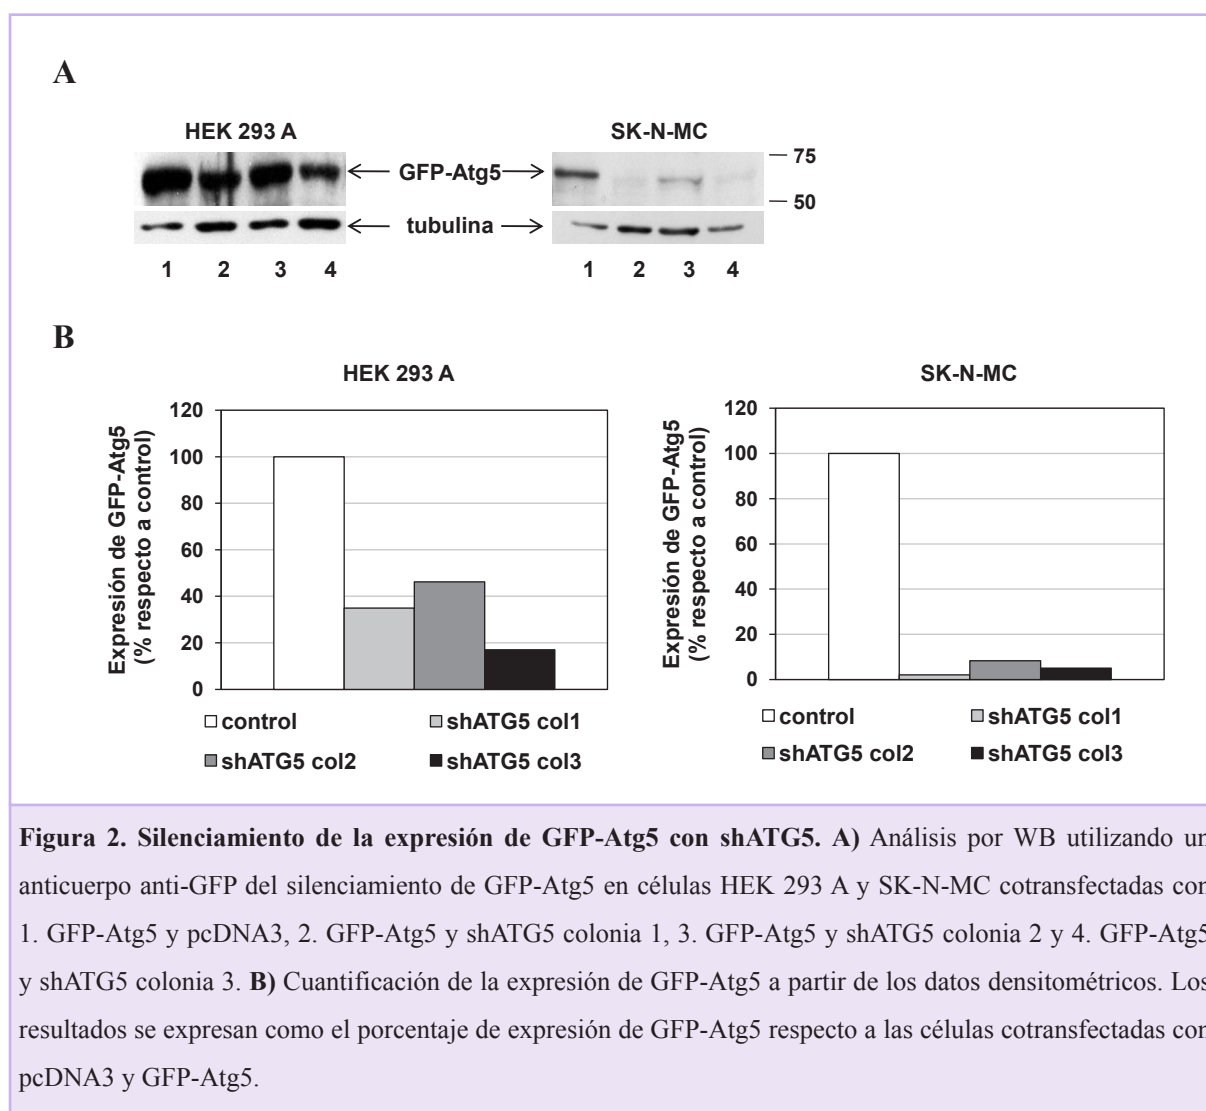 A
HEK 293 A
SK-N-MC
GFP-Atg5
75
50
tubulina
1 2 3 4
1 2 3 4
B
HEK 293 A
Expresión de GFP-Atg5
(% respecto a control)
120
100
80
60
40
20
0
control
shATG5 col1
shATG5 col2
shATG5 col3
SK-N-MC
Expresión de GFP-Atg5
(% respecto a control)
120
100
80
60
40
20
0
control
shATG5 col1
shATG5 col2
shATG5 col3
Figura 2. Silenciamiento de la expresión de GFP-Atg5 con shATG5. A) Análisis por WB utilizando un
anticuerpo anti-GFP del silenciamiento de GFP-Atg5 en células HEK 293 A y SK-N-MC cotransfectadas con
1. GFP-Atg5 y pcDNA3, 2. GFP-Atg5 y shATG5 colonia 1, 3. GFP-Atg5 y shATG5 colonia 2 y 4. GFP-Atg5
y shATG5 colonia 3. B) Cuantificación de la expresión de GFP-Atg5 a partir de los datos densitométricos. Los
resultados se expresan como el porcentaje de expresión de GFP-Atg5 respecto a las células cotransfectadas con
pcDNA3 y GFP-Atg5.